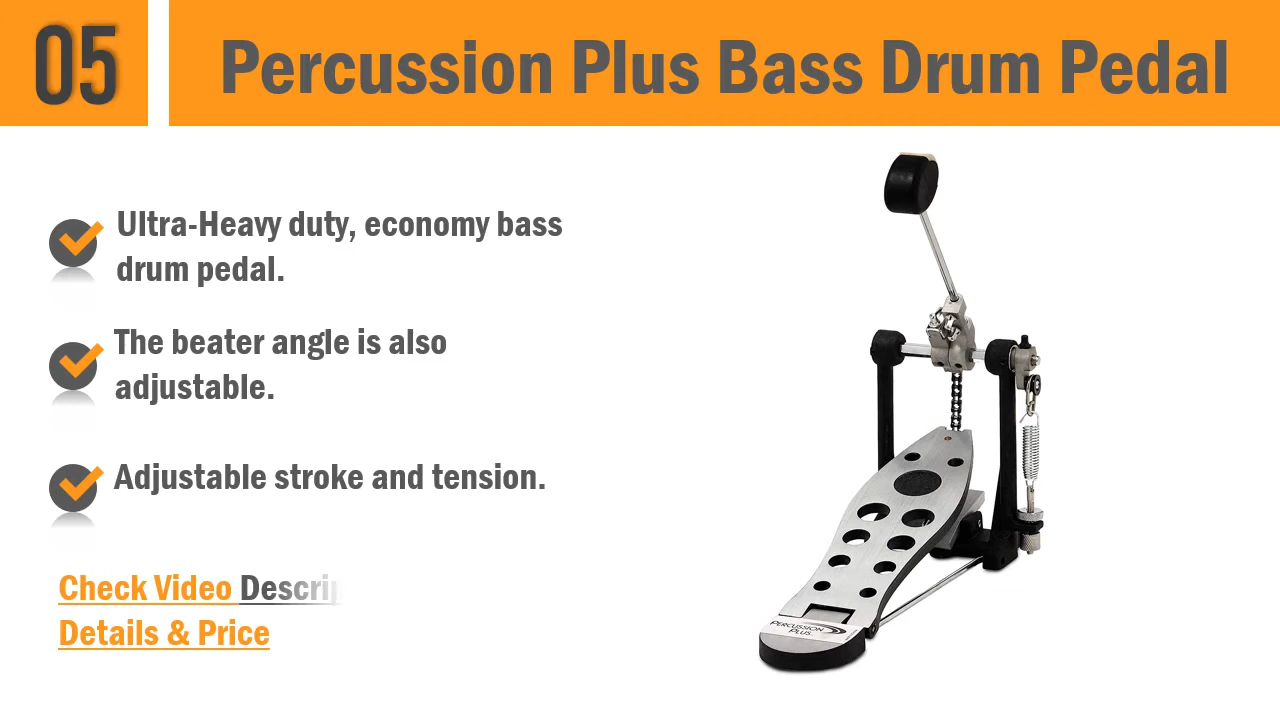 05
Percussion Plus Bass Drum Pedal
Ultra-Heavy duty, economy bass
drum pedal.
The beater angle is also
adjustable.
Adjustable stroke and tension.
Check Video
Details & Price
PERCUSSION
PLUS